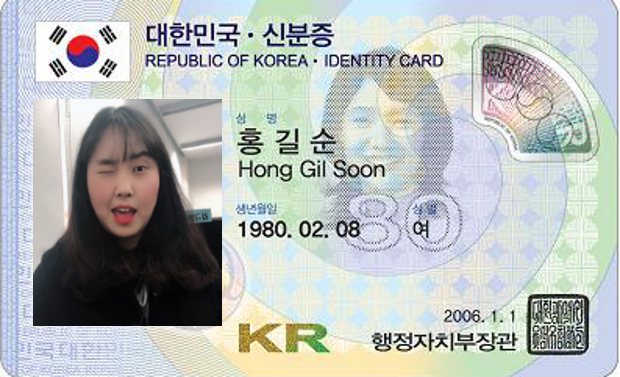 대한민국 · 신분증
REPUBLIC OF KOREA · IDENTITY CARD
성 명
홍 길 순
Hong Gil Soon
생년월일 성 별
1980. 02. 08 여
80
2006. 1. 1
KR 행정자치부장관
민국대한민